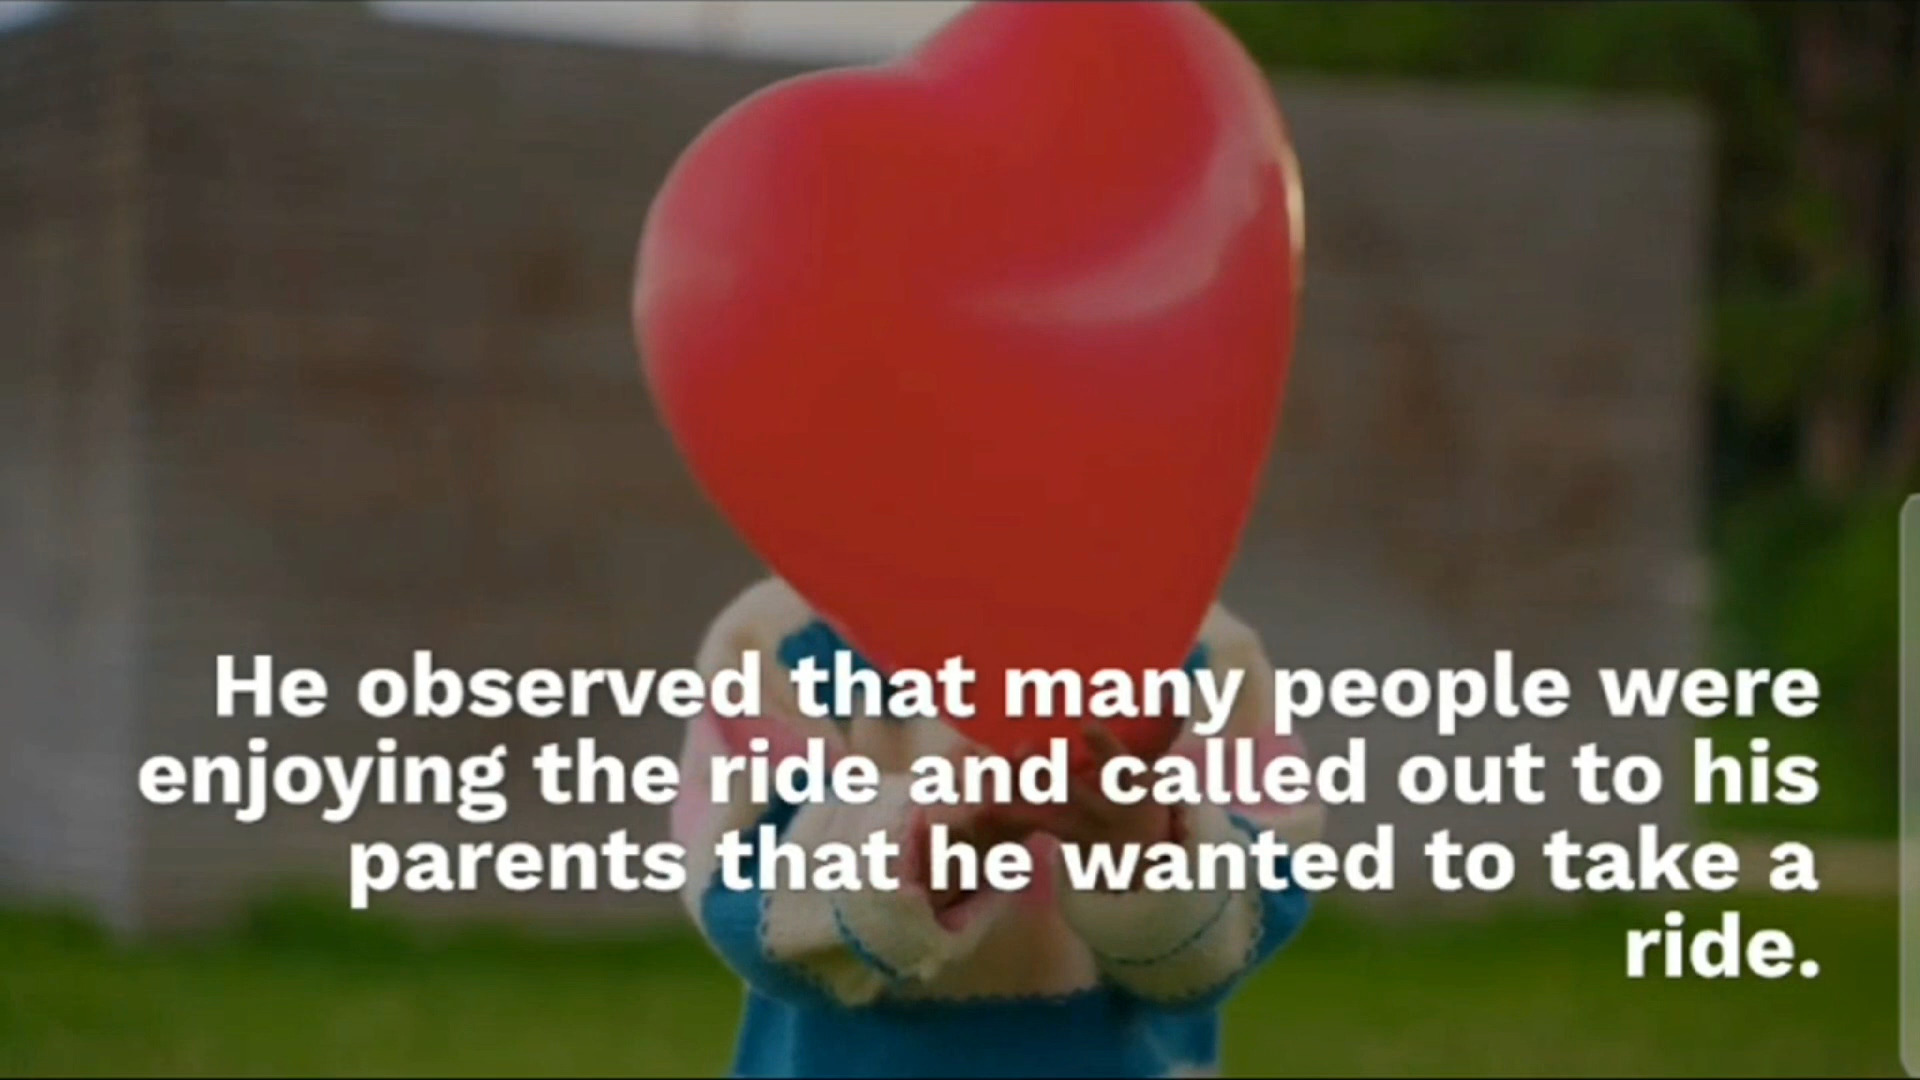 He observed that many people were
enjoying the ride and called out to his
parents that he wanted to take a
ride.